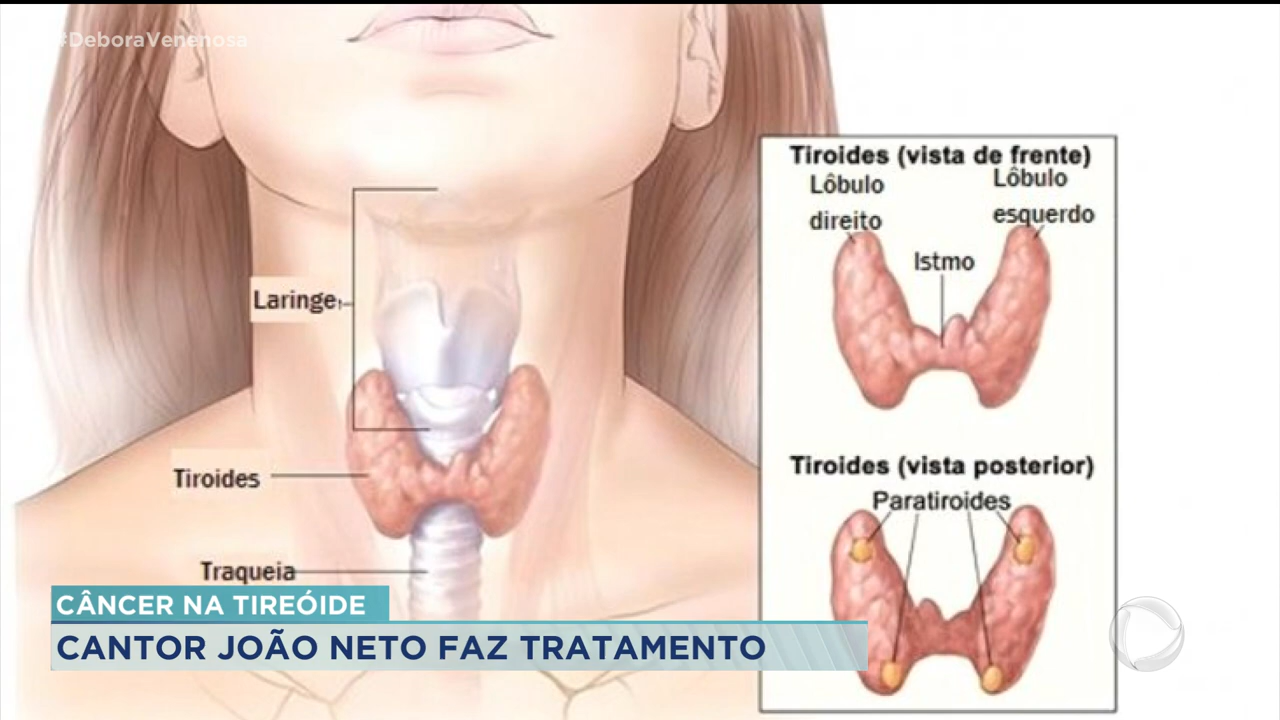 #DeboraVenenosa
Tiroides (vista de frente)
Lôbulo
direito
Lôbulo
esquerdo
Istmo
Laringe
Tiroides
Traqueia
Tiroides (vista posterior)
Paratiroides
CÂNCER NA TIREÓIDE
CANTOR JOÃO NETO FAZ TRATAMENTO